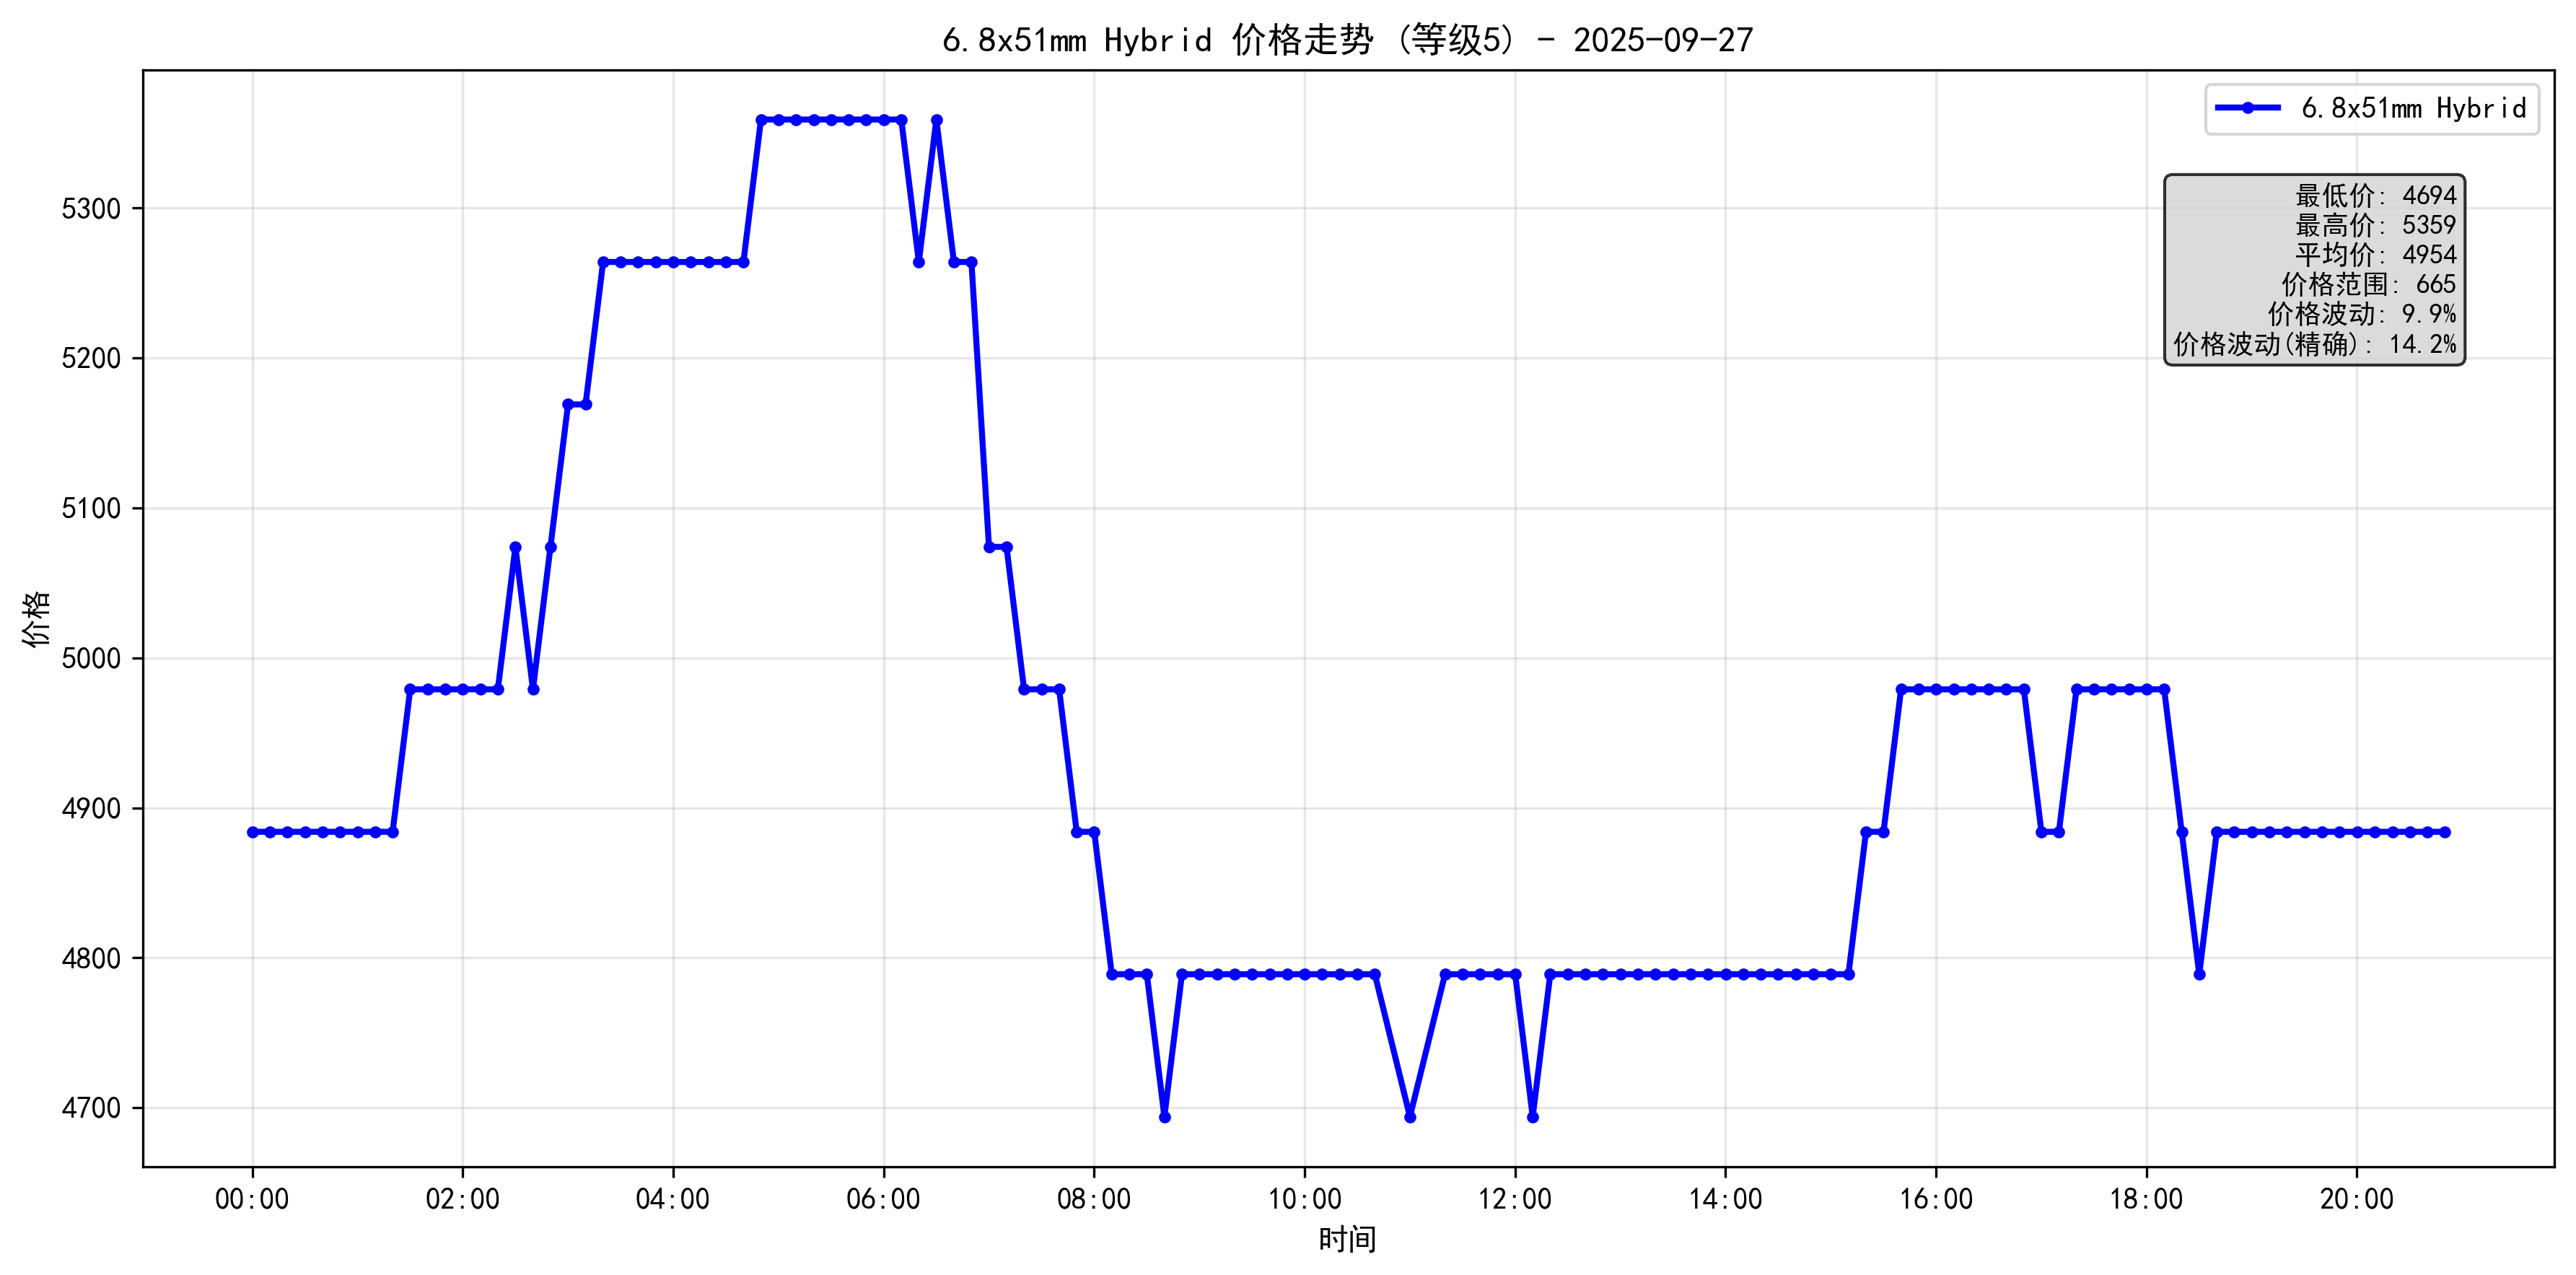 6.8x51mm Hybrid 价格走势 (等级5) - 2025-09-27
6.8x51mm Hybrid
最低价: 4694
最高价: 5359
平均价: 4954
价格范围: 665
价格波动: 9.9%
价格波动(精确): 14.2%
价格
5300
5200
5100
5000
4900
4800
4700
00:00 02:00 04:00 06:00 08:00 10:00 12:00 14:00 16:00 18:00 20:00
时间